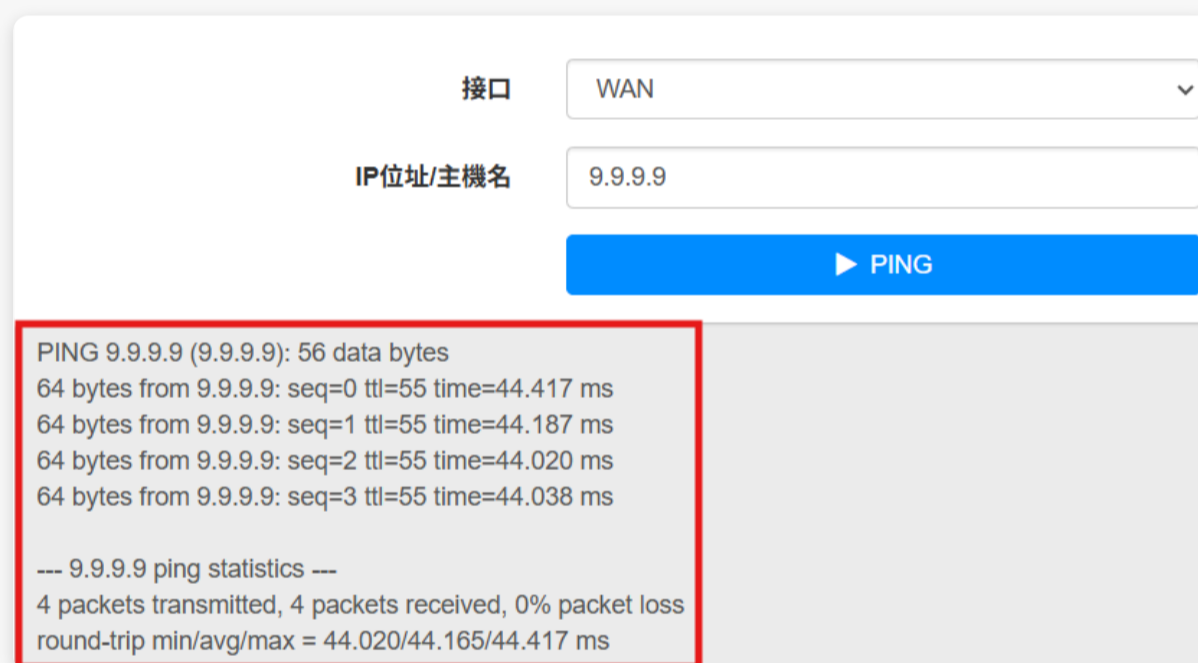 接口 WAN
IP位址/主機名 9.9.9.9
▶ PING
PING 9.9.9.9 (9.9.9.9): 56 data bytes
64 bytes from 9.9.9.9: seq=0 ttl=55 time=44.417 ms
64 bytes from 9.9.9.9: seq=1 ttl=55 time=44.187 ms
64 bytes from 9.9.9.9: seq=2 ttl=55 time=44.020 ms
64 bytes from 9.9.9.9: seq=3 ttl=55 time=44.038 ms
--- 9.9.9.9 ping statistics ---
4 packets transmitted, 4 packets received, 0% packet loss
round-trip min/avg/max = 44.020/44.165/44.417 ms